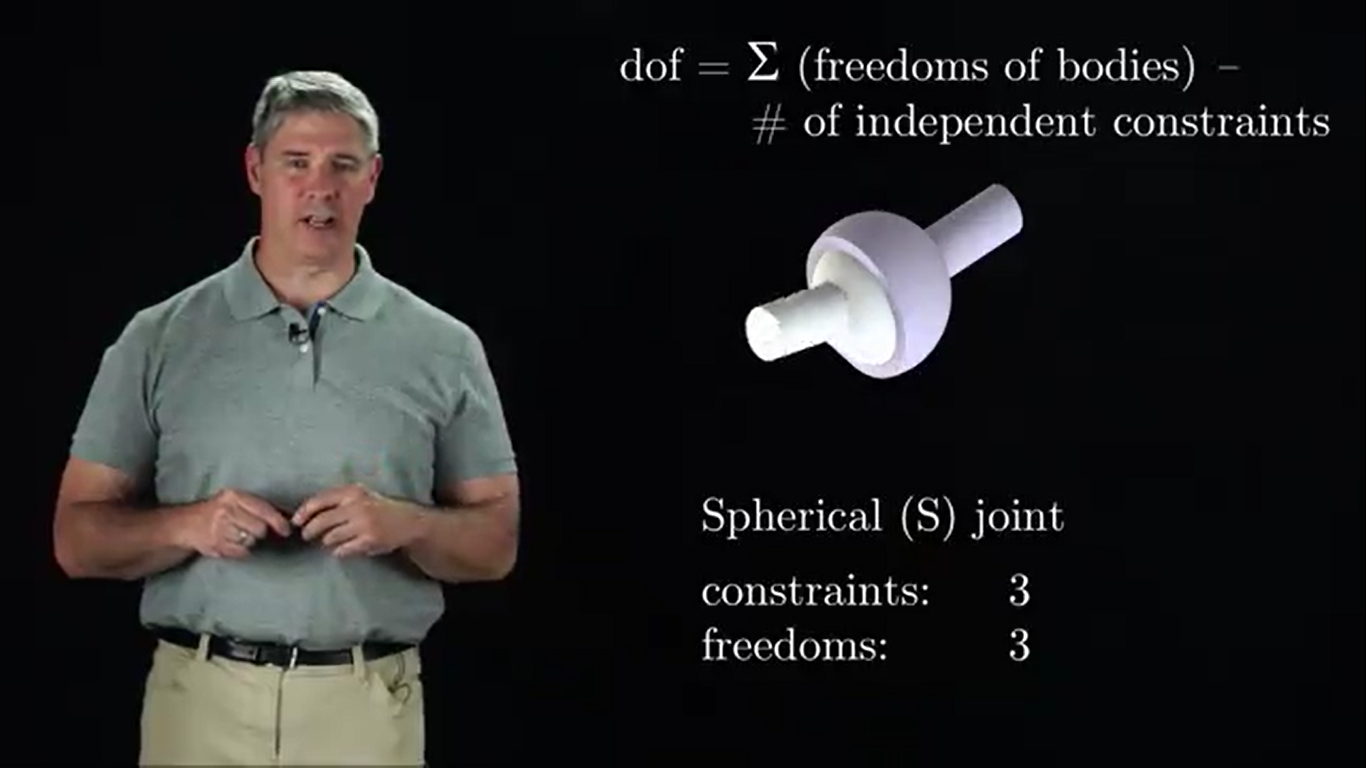 dof = Σ (freedoms of bodies) –
# of independent constraints
Spherical (S) joint
constraints: 3
freedoms: 3